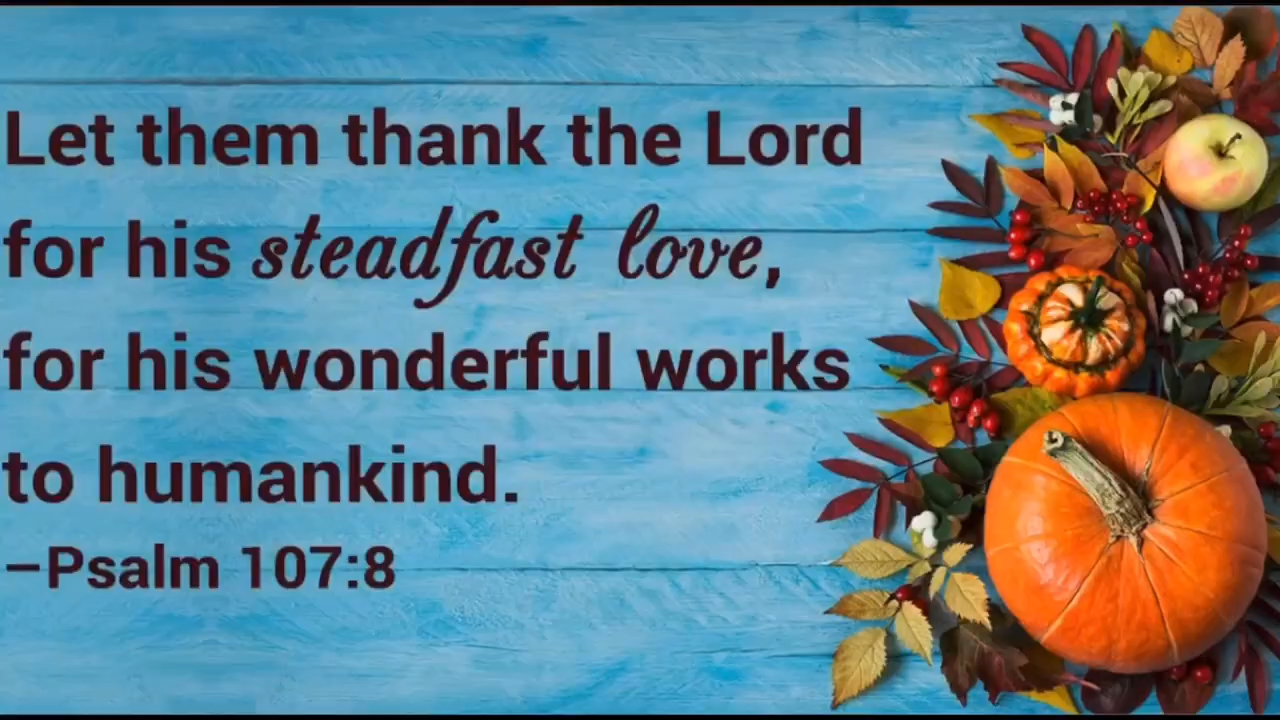 Let them thank the Lord
for his steadfast love,
for his wonderful works
to humankind.
–Psalm 107:8